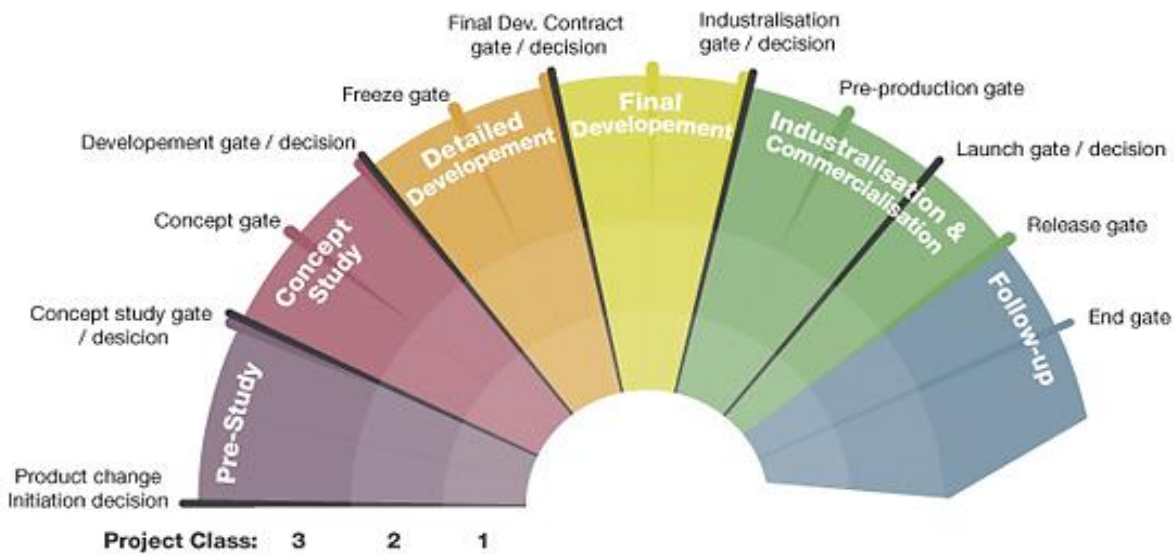 Final Dev. Contract
gate / decision
Industralisation
gate / decision
Freeze gate
Pre-production gate
Developement gate / decision
Launch gate / decision
Concept gate
Release gate
Concept study gate
/ desicion
End gate
Product change
Initiation decision
Pre-Study
Concept
Study
Detailed
Developement
Final
Developement
Industralisation &
Commercialisation
Follow-up
Project Class: 3 2 1